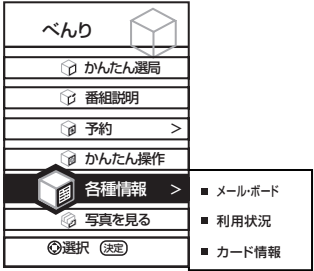 べんり
かんたん選局
番組説明
予約 >
かんたん操作
各種情報 >
■ メール・ボード
写真を見る
■ 利用状況
選択 決定
■ カード情報